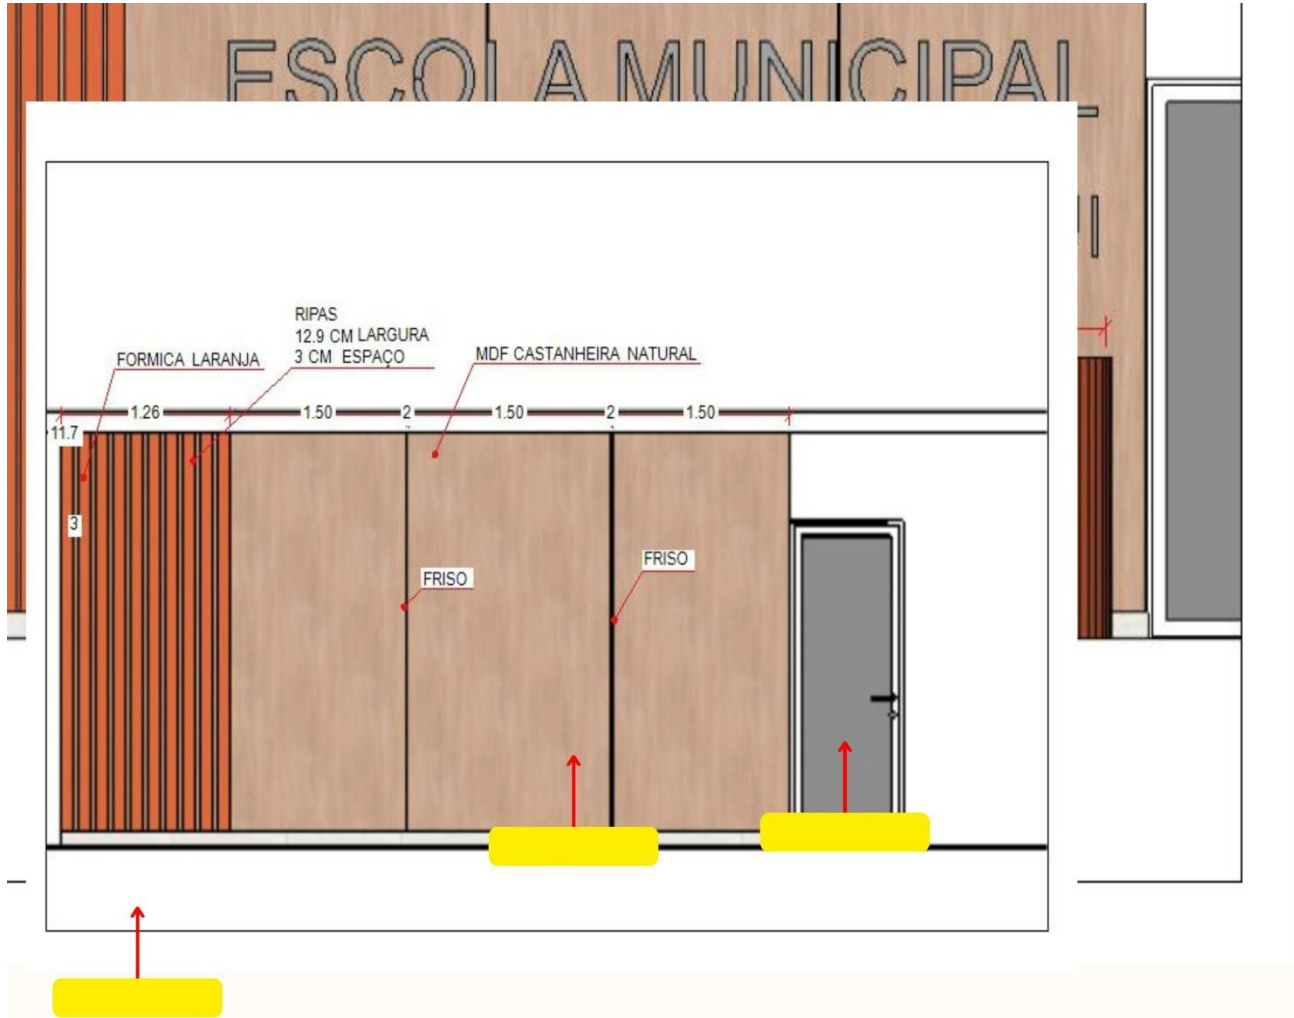 ESCOLA MUNICIPAL
RIPAS
12.9 CM LARGURA
3 CM ESPAÇO
FORMICA LARANJA
MDF CASTANHEIRA NATURAL
1.26
1.50
2
1.50
2
1.50
11.7
3
FRISO
FRISO